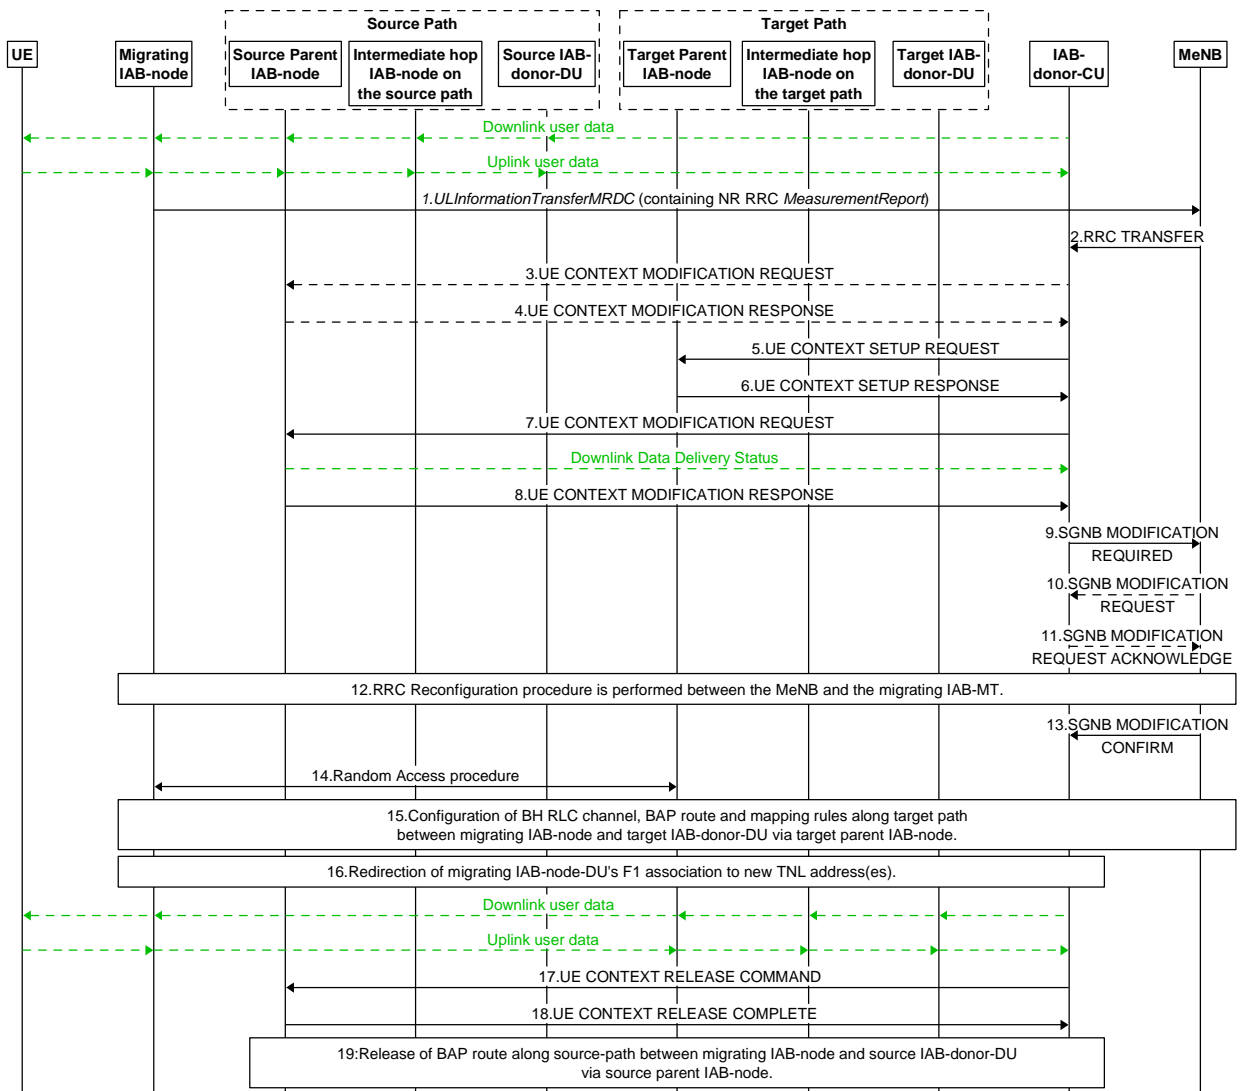 Source Path
Target Path
UE
Migrating
IAB-node
Source Parent
IAB-node
Intermediate hop
IAB-node on
the source path
Source IAB-
donor-DU
Target Parent
IAB-node
Intermediate hop
IAB-node on
the target path
Target IAB-
donor-DU
IAB-
donor-CU
MeNB
Downlink user data
Uplink user data
1.ULInformationTransferMRDC (containing NR RRC MeasurementReport)
2.RRC TRANSFER
3.UE CONTEXT MODIFICATION REQUEST
4.UE CONTEXT MODIFICATION RESPONSE
5.UE CONTEXT SETUP REQUEST
6.UE CONTEXT SETUP RESPONSE
7.UE CONTEXT MODIFICATION REQUEST
Downlink Data Delivery Status
8.UE CONTEXT MODIFICATION RESPONSE
9.SGNB MODIFICATION
REQUIRED
10.SGNB MODIFICATION
REQUEST
11.SGNB MODIFICATION
REQUEST ACKNOWLEDGE
12.RRC Reconfiguration procedure is performed between the MeNB and the migrating IAB-MT.
13.SGNB MODIFICATION
CONFIRM
14.Random Access procedure
15.Configuration of BH RLC channel, BAP route and mapping rules along target path
between migrating IAB-node and target IAB-donor-DU via target parent IAB-node.
16.Redirection of migrating IAB-node-DU's F1 association to new TNL address(es).
Downlink user data
Uplink user data
17.UE CONTEXT RELEASE COMMAND
18.UE CONTEXT RELEASE COMPLETE
19:Release of BAP route along source-path between migrating IAB-node and source IAB-donor-DU
via source parent IAB-node.